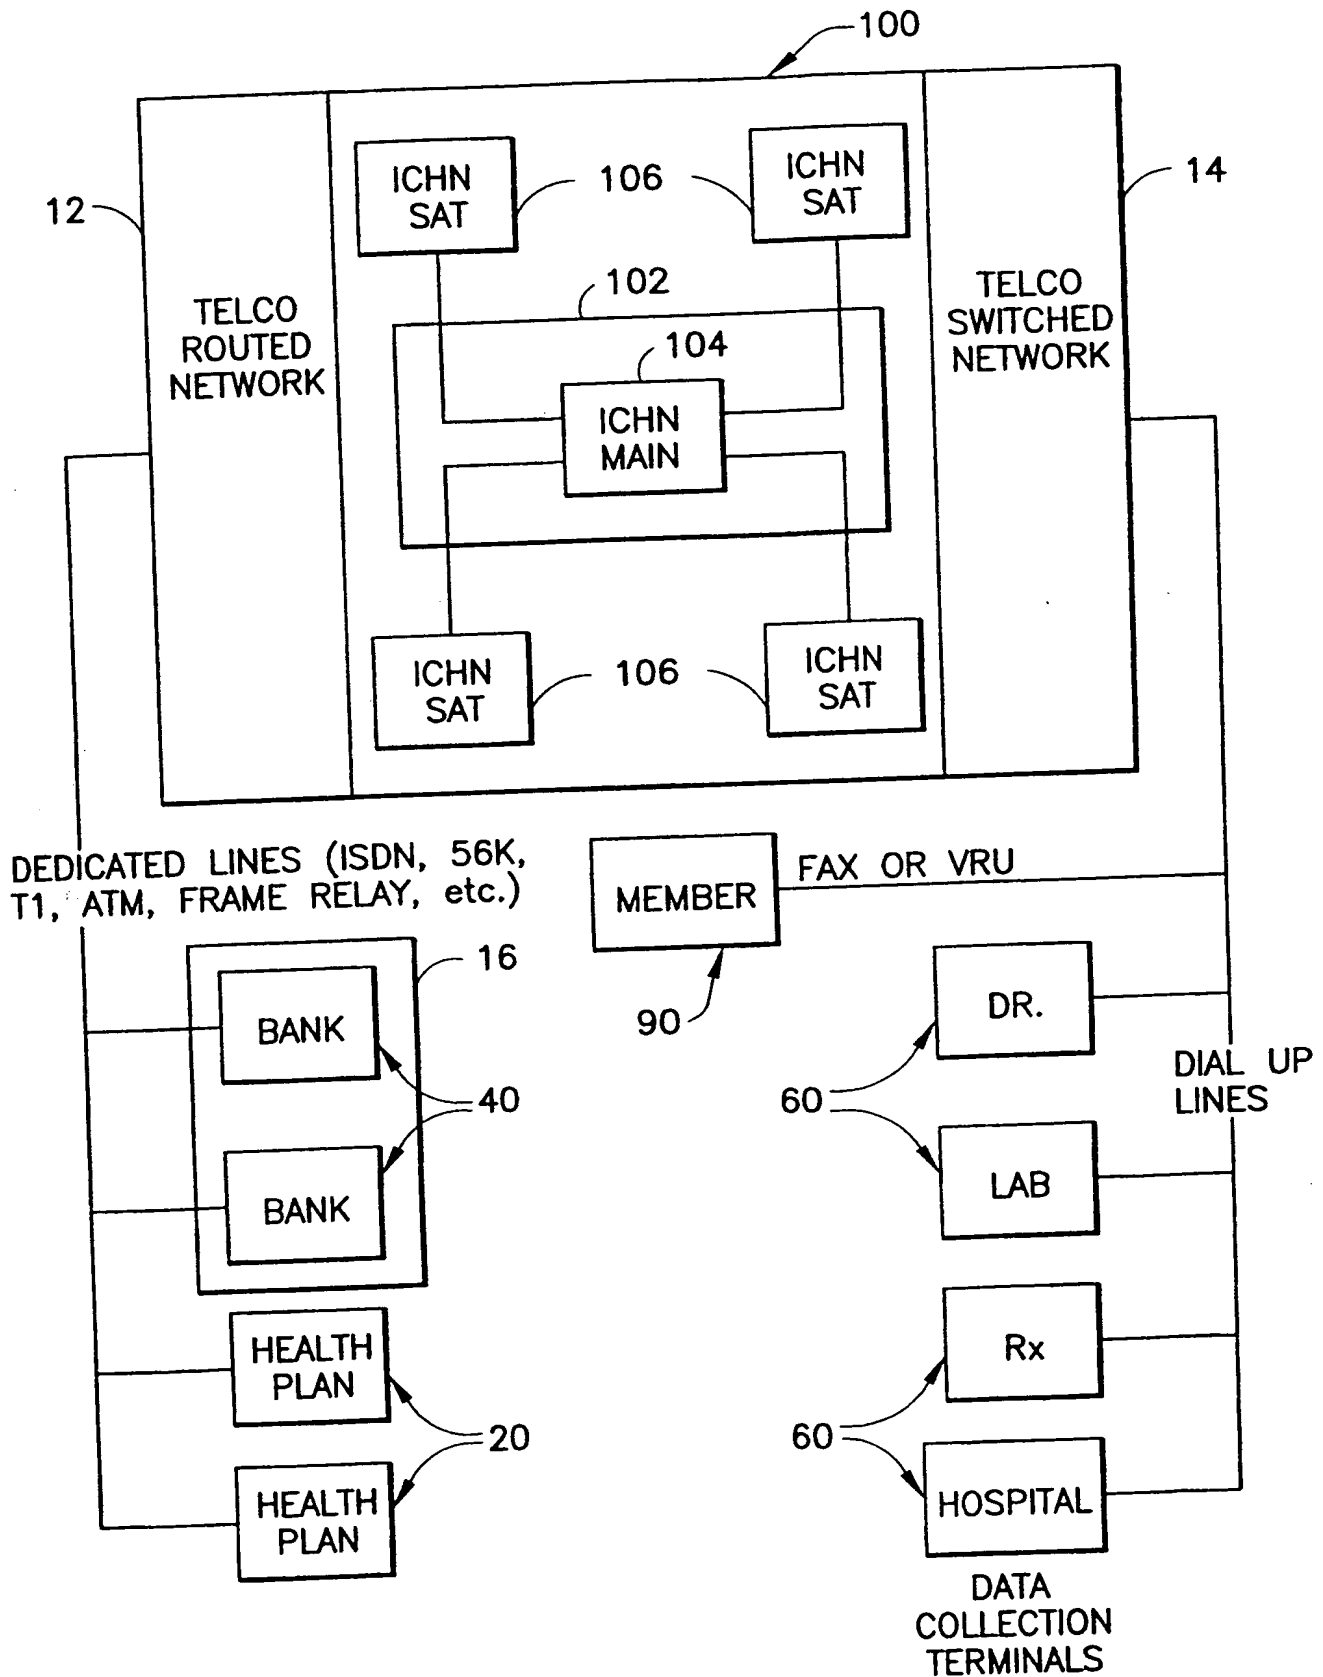 100
ICHN
SAT
106
ICHN
SAT
14
12
TELCO
ROUTED
NETWORK
102
104
ICHN
MAIN
TELCO
SWITCHED
NETWORK
ICHN
SAT
106
ICHN
SAT
DEDICATED LINES (ISDN, 56K,
T1, ATM, FRAME RELAY, etc.)
MEMBER
FAX OR VRU
90
16
BANK
40
BANK
HEALTH
PLAN
20
HEALTH
PLAN
DR.
60
LAB
DIAL UP
LINES
Rx
60
HOSPITAL
DATA
COLLECTION
TERMINALS